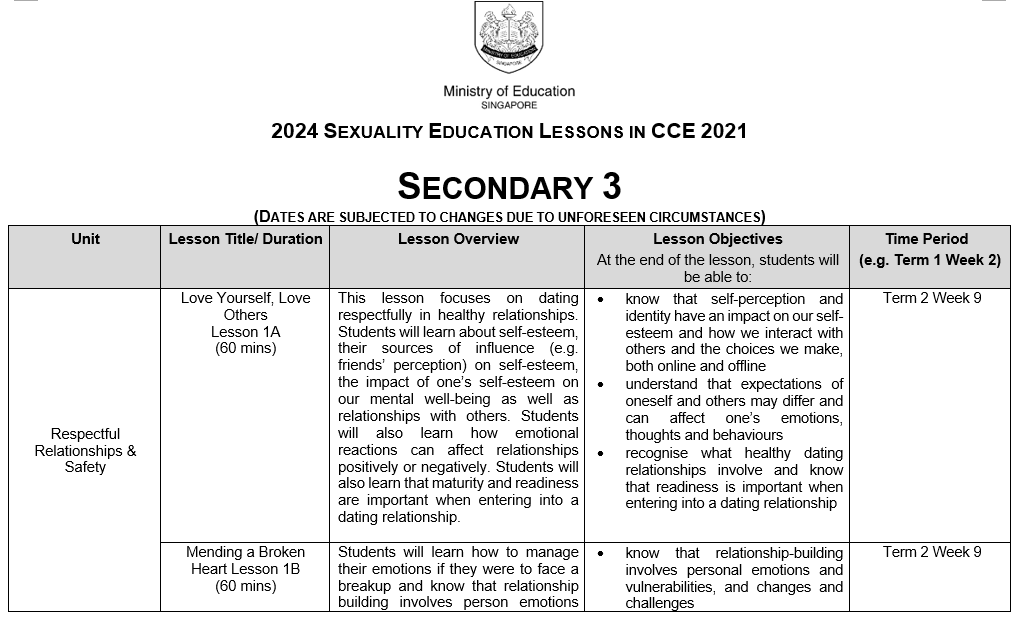 MINISTRY OF EDUCATION
SINGAPORE
Ministry of Education
SINGAPORE
2024 SEXUALITY EDUCATION LESSONS IN CCE 2021
SECONDARY 3
(DATES ARE SUBJECTED TO CHANGES DUE TO UNFORESEEN CIRCUMSTANCES)
Unit
Lesson Title/ Duration
Lesson Overview
Lesson Objectives
At the end of the lesson, students will
be able to:
Time Period
(e.g. Term 1 Week 2)
Respectful
Relationships &
Safety
Love Yourself, Love
Others
Lesson 1A
(60 mins)
This lesson focuses on dating
respectfully in healthy relationships.
Students will learn about self-esteem,
their sources of influence (e.g.
friends' perception) on self-esteem,
the impact of one's self-esteem on
our mental well-being as well as
relationships with others. Students
will also learn how emotional
reactions can affect relationships
positively or negatively. Students will
also learn that maturity and readiness
are important when entering into a
dating relationship.
• know that self-perception and
identity have an impact on our self-
esteem and how we interact with
others and the choices we make,
both online and offline
• understand that expectations of
oneself and others may differ and
can affect one's emotions,
thoughts and behaviours
• recognise what healthy dating
relationships involve and know
that readiness is important when
entering into a dating relationship
Term 2 Week 9
Mending a Broken
Heart Lesson 1B
(60 mins)
Students will learn how to manage
their emotions if they were to face a
breakup and know that relationship
building involves person emotions
• know that relationship-building
involves personal emotions and
vulnerabilities, and changes and
challenges
Term 2 Week 9